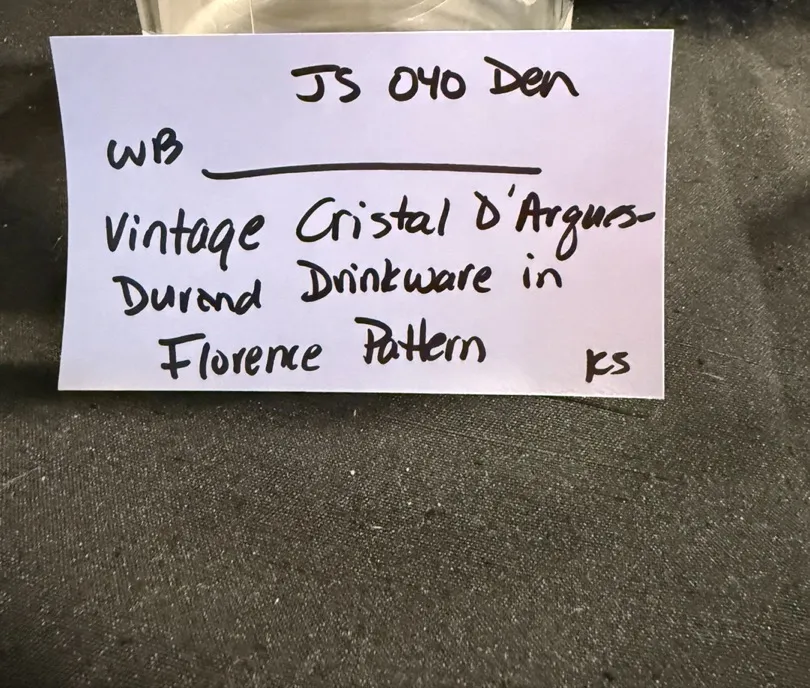 JS 040 Den
WB
Vintage Cristal D'Arques-
Durand Drinkware in
Florence Pattern
KS